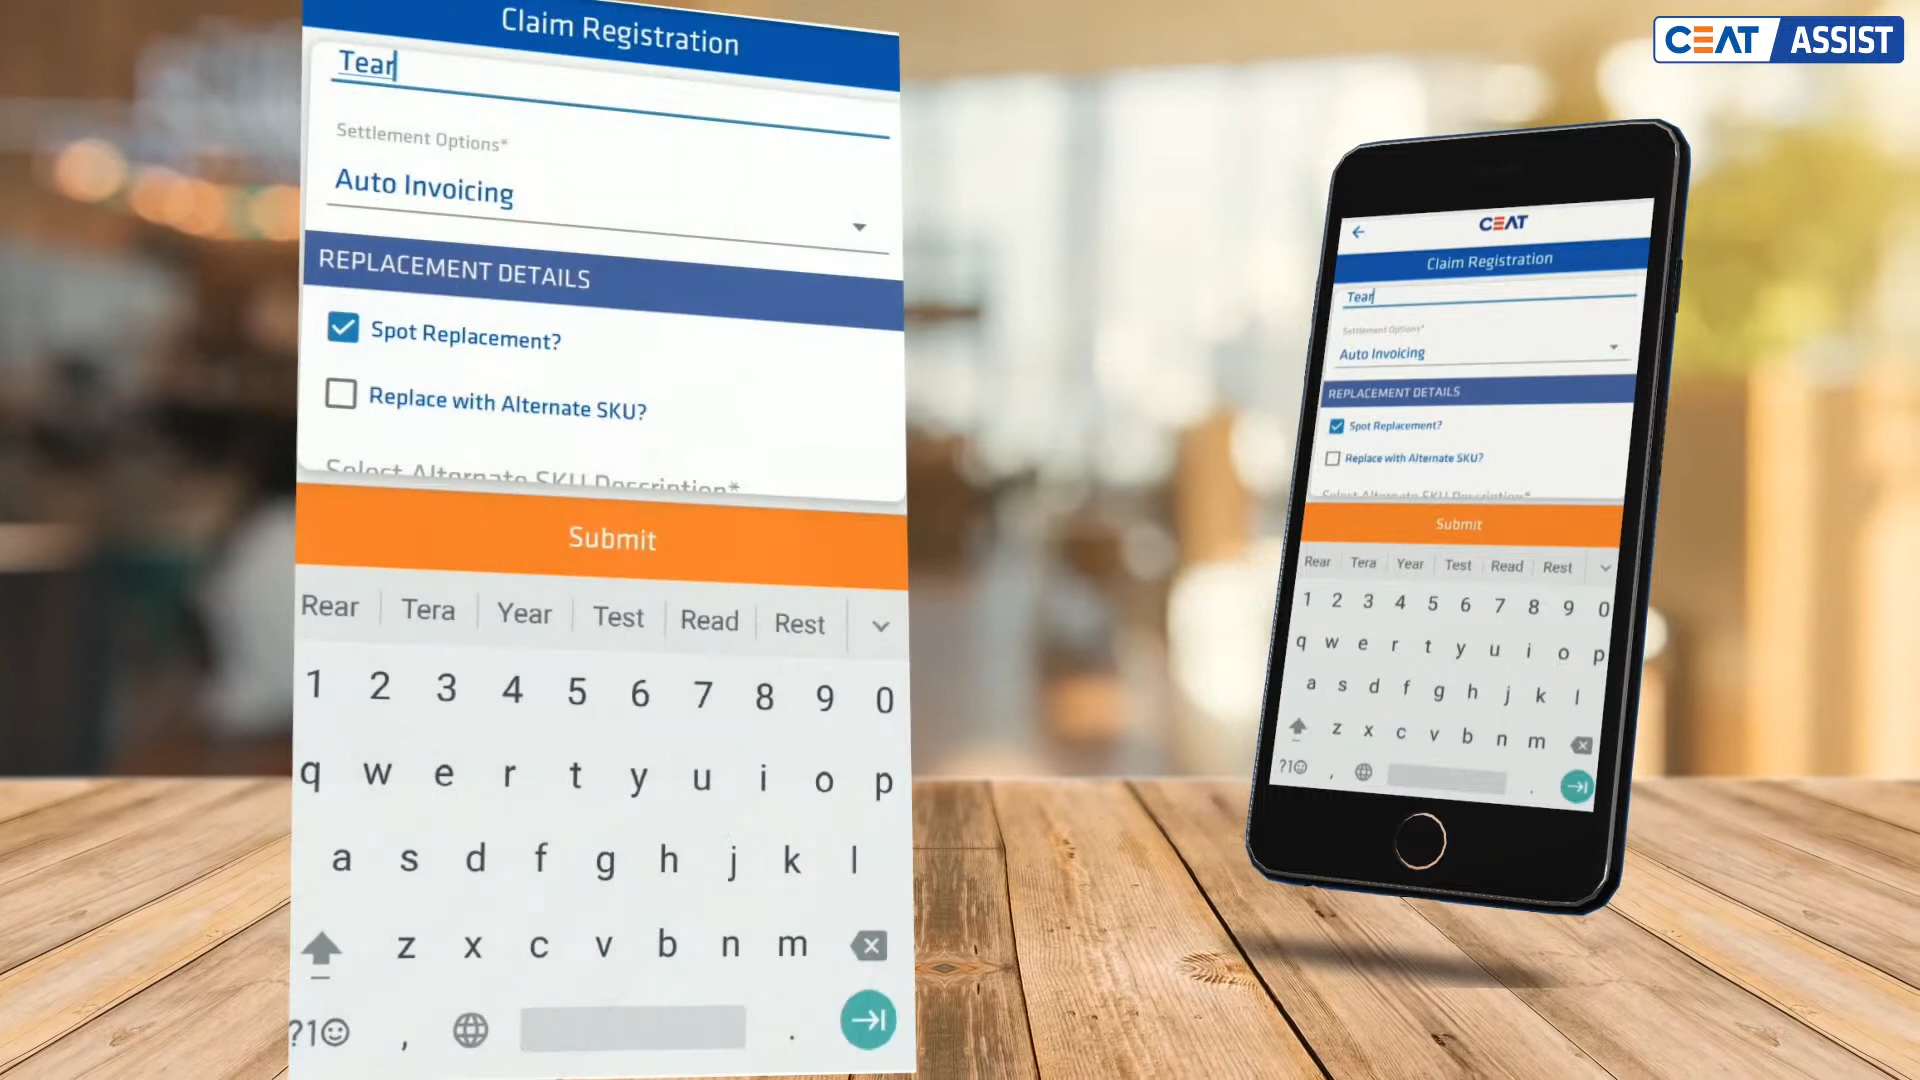 Claim Registration
Tear
Settlement Options*
Auto Invoicing
REPLACEMENT DETAILS
Spot Replacement?
Replace with Alternate SKU?
Select Alternate SKU Description*
Submit
Rear Tera Year Test Read Rest
1 2 3 4 5 6 7 8 9 0
q w e r t y u i o p
a s d f g h j k l
z x c v b n m
?1☺ , .
CEAT ASSIST
CEAT
Claim Registration
Tear
Settlement Options*
Auto Invoicing
REPLACEMENT DETAILS
Spot Replacement?
Replace with Alternate SKU?
Select Alternate SKU Description*
Submit
Rear Tera Year Test Read Rest
1 2 3 4 5 6 7 8 9 0
q w e r t y u i o p
a s d f g h j k l
z x c v b n m
?1☺ , .